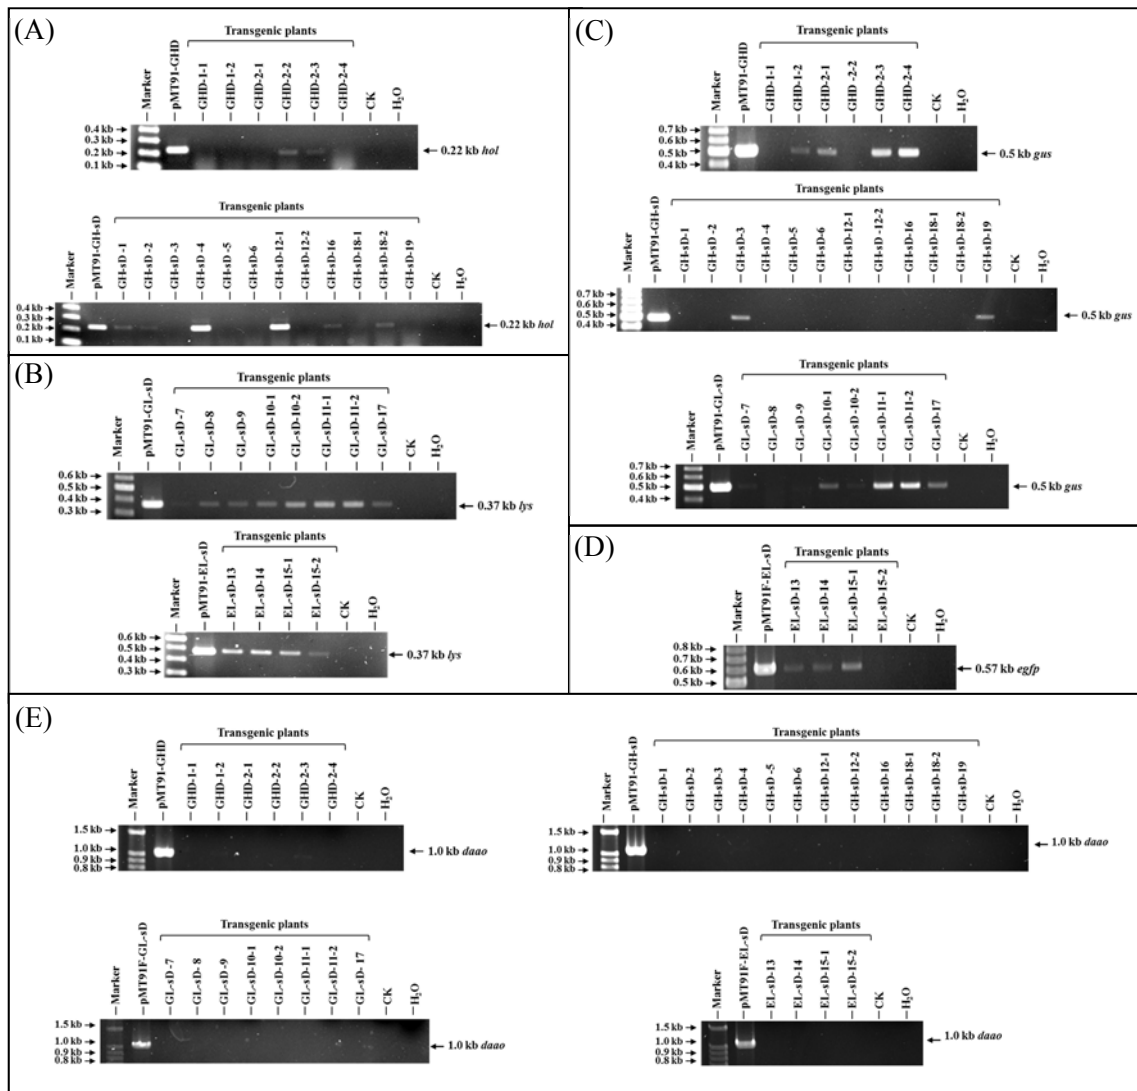 (A)
Transgenic plants
Marker
pMT91-GHD
GHD-1-1
GHD-1-2
GHD-2-1
GHD-2-2
GHD-2-3
GHD-2-4
CK
H₂O
0.4 kb
0.3 kb
0.2 kb
0.1 kb
0.22 kb hol
Transgenic plants
Marker
pMT91-GH-sD
GH-sD -1
GH-sD -2
GH-sD -3
GH-sD -4
GH-sD -5
GH-sD -6
GH-sD-12-1
GH-sD-12-2
GH-sD-16
GH-sD-18-1
GH-sD-18-2
GH-sD-19
CK
H₂O
0.4 kb
0.3 kb
0.2 kb
0.1 kb
0.22 kb hol
(B)
Transgenic plants
Marker
pMT91-GL-sD
GL-sD -7
GL-sD-8
GL-sD-9
GL-sD-10-1
GL-sD-10-2
GL-sD-11-1
GL-sD-11-2
GL-sD-17
CK
H₂O
0.6 kb
0.5 kb
0.4 kb
0.3 kb
0.37 kb lys
Transgenic plants
Marker
pMT91-EL-sD
EL-sD-13
EL-sD-14
EL-sD-15-1
EL-sD-15-2
CK
H₂O
0.6 kb
0.5 kb
0.4 kb
0.3 kb
0.37 kb lys
(C)
Transgenic plants
Marker
pMT91-GHD
GHD-1-1
GHD-1-2
GHD-2-1
GHD -2-2
GHD-2-3
GHD-2-4
CK
H₂O
0.7 kb
0.6 kb
0.5 kb
0.4 kb
0.5 kb gus
Transgenic plants
Marker
pMT91-GH-sD
GH-sD-1
GH-sD -2
GH-sD-3
GH-sD -4
GH-sD-5
GH-sD-6
GH-sD-12-1
GH-sD -12-2
GH-sD-16
GH-sD-18-1
GH-sD-18-2
GH-sD-19
CK
H₂O
0.7 kb
0.6 kb
0.5 kb
0.4 kb
0.5 kb gus
Transgenic plants
Marker
pMT91-GL-sD
GL-sD -7
GL-sD-8
GL-sD -9
GL-sD-10-1
GL-sD -10-2
GL-sD-11-1
GL-sD-11-2
GL-sD-17
CK
H₂O
0.7 kb
0.6 kb
0.5 kb
0.4 kb
0.5 kb gus
(D)
Transgenic plants
Marker
pMT91F-EL-sD
EL-sD-13
EL-sD-14
EL-sD-15-1
EL-sD-15-2
CK
H₂O
0.8 kb
0.7 kb
0.6 kb
0.5 kb
0.57 kb egfp
(E)
Transgenic plants
Marker
pMT91-GHD
GHD-1-1
GHD-1-2
GHD-2-1
GHD-2-2
GHD-2-3
GHD-2-4
CK
H₂O
1.5 kb
1.0 kb
0.9 kb
0.8 kb
1.0 kb daao
Transgenic plants
Marker
pMT91-GH-sD
GH-sD-1
GH-sD-2
GH-sD-3
GH-sD-4
GH-sD -5
GH-sD-6
GH-sD-12-1
GH-sD-12-2
GH-sD-16
GH-sD-18-1
GH-sD-18-2
GH-sD-19
CK
H₂O
1.5 kb
1.0 kb
0.9 kb
0.8 kb
1.0 kb daao
Transgenic plants
Marker
pMT91F-GL-sD
GL-sD -7
GL-sD- 8
GL-sD-9
GL-sD-10-1
GL-sD-10-2
GL-sD-11-1
GL-sD-11-2
GL-sD- 17
CK
H₂O
1.5 kb
1.0 kb
0.9 kb
0.8 kb
1.0 kb daao
Transgenic plants
Marker
pMT91F-EL-sD
EL-sD-13
EL-sD-14
EL-sD-15-1
EL-sD-15-2
CK
H₂O
1.5 kb
1.0 kb
0.9 kb
0.8 kb
1.0 kb daao